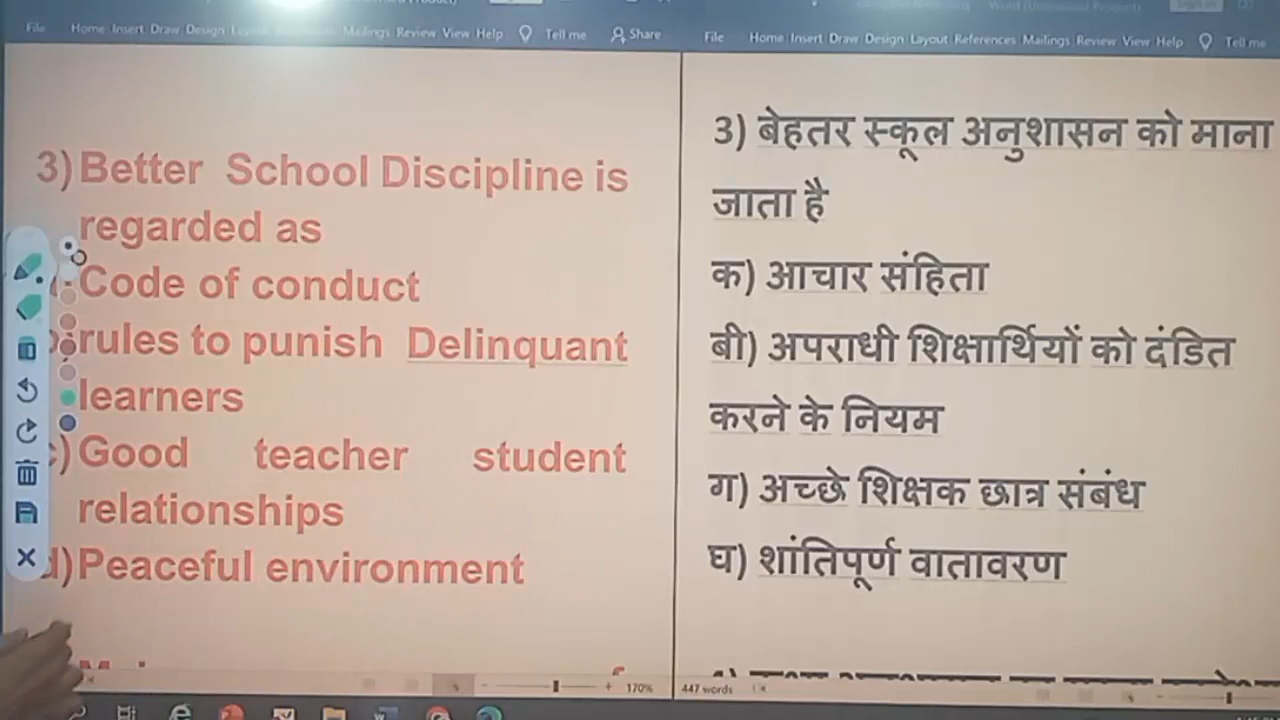 File Home Insert Draw Design Mailings Review View Help Tell me Share
3) Better School Discipline is
regarded as
Code of conduct
rules to punish Delinquant
learners
c) Good teacher student
relationships
d) Peaceful environment
170%
File Home Insert Draw Design Layout References Mailings Review View Help Tell me
3) बेहतर स्कूल अनुशासन को माना
जाता है
क) आचार संहिता
बी) अपराधी शिक्षार्थियों को दंडित
करने के नियम
ग) अच्छे शिक्षक छात्र संबंध
घ) शांतिपूर्ण वातावरण
447 words